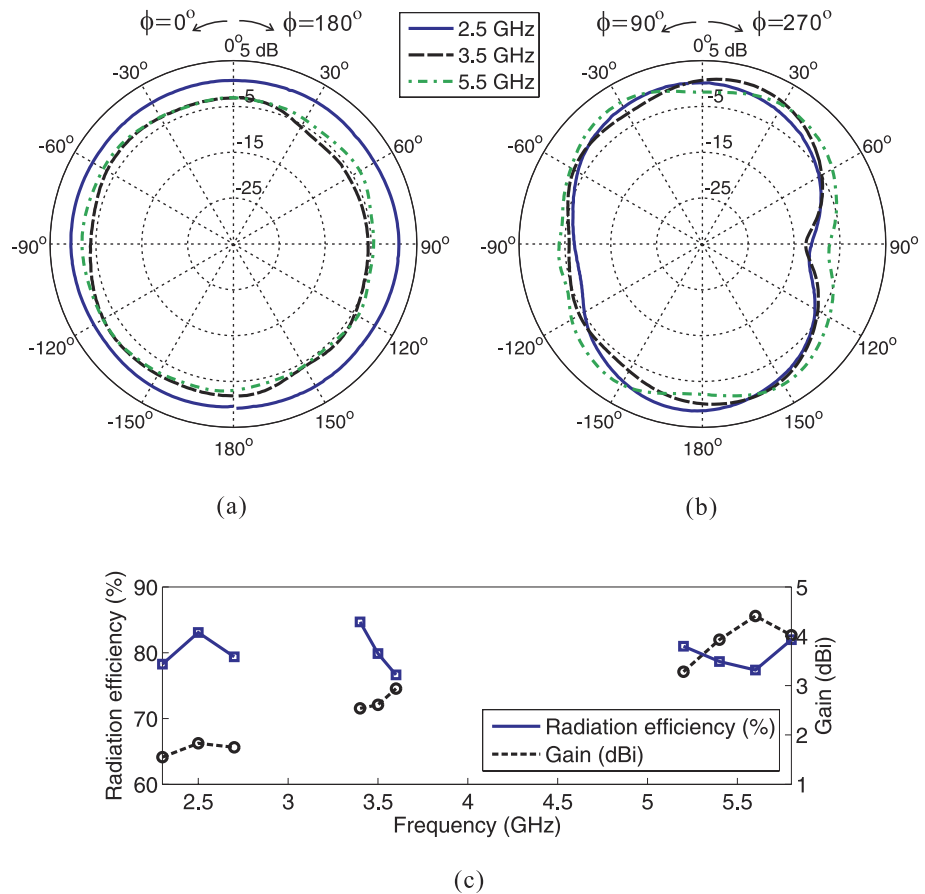 ϕ=0° ϕ=180°
0° 5 dB
-30° 30°
-60° 60°
-90° 90°
-120° 120°
-150° 150°
180°
-5
-15
-25
(a)
2.5 GHz
3.5 GHz
5.5 GHz
ϕ=90° ϕ=270°
0° 5 dB
-30° 30°
-60° 60°
-90° 90°
-120° 120°
-150° 150°
180°
-5
-15
-25
(b)
Radiation efficiency (%)
90
80
70
60
2.5 3 3.5 4 4.5 5 5.5
Frequency (GHz)
5
4
3
2
1
Gain (dBi)
Radiation efficiency (%)
Gain (dBi)
(c)